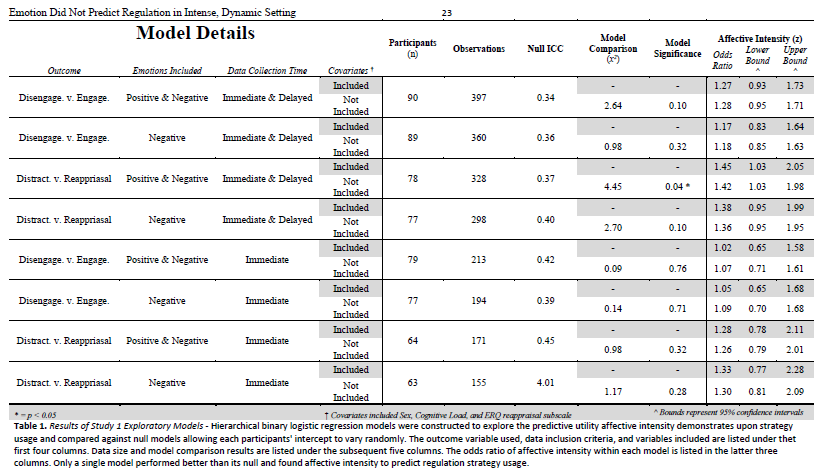 Emotion Did Not Predict Regulation in Intense, Dynamic Setting 23
Model Details
Participants (n) Observations Null ICC Model Comparison (x²) Model Significance Affective Intensity (z)
Outcome Emotions Included Data Collection Time Covariates † Odds Ratio Lower Bound ^ Upper Bound ^
Disengage. v. Engage. Positive & Negative Immediate & Delayed 90 397 0.34
Included - - 1.27 0.93 1.73
Not Included 2.64 0.10 1.28 0.95 1.71
Disengage. v. Engage. Negative Immediate & Delayed 89 360 0.36
Included - - 1.17 0.83 1.64
Not Included 0.98 0.32 1.18 0.85 1.63
Distract. v. Reappriasal Positive & Negative Immediate & Delayed 78 328 0.37
Included - - 1.45 1.03 2.05
Not Included 4.45 0.04 * 1.42 1.03 1.98
Distract. v. Reappriasal Negative Immediate & Delayed 77 298 0.40
Included - - 1.38 0.95 1.99
Not Included 2.70 0.10 1.36 0.95 1.95
Disengage. v. Engage. Positive & Negative Immediate 79 213 0.42
Included - - 1.02 0.65 1.58
Not Included 0.09 0.76 1.07 0.71 1.61
Disengage. v. Engage. Negative Immediate 77 194 0.39
Included - - 1.05 0.65 1.68
Not Included 0.14 0.71 1.09 0.70 1.68
Distract. v. Reappriasal Positive & Negative Immediate 64 171 0.45
Included - - 1.28 0.78 2.11
Not Included 0.98 0.32 1.26 0.79 2.01
Distract. v. Reappriasal Negative Immediate 63 155 4.01
Included - - 1.33 0.77 2.28
Not Included 1.17 0.28 1.30 0.81 2.09
* = p < 0.05 † Covariates included Sex, Cognitive Load, and ERQ reappraisal subscale ^ Bounds represent 95% confidence intervals
Table 1. Results of Study 1 Exploratory Models - Hierarchical binary logistic regression models were constructed to explore the predictive utility affective intensity demonstrates upon strategy
usage and compared against null models allowing each participants' intercept to vary randomly. The outcome variable used, data inclusion criteria, and variables included are listed under thet
first four columns. Data size and model comparison results are listed under the subsequent five columns. The odds ratio of affective intensity within each model is listed in the latter three
columns. Only a single model performed better than its null and found affective intensity to predict regulation strategy usage.